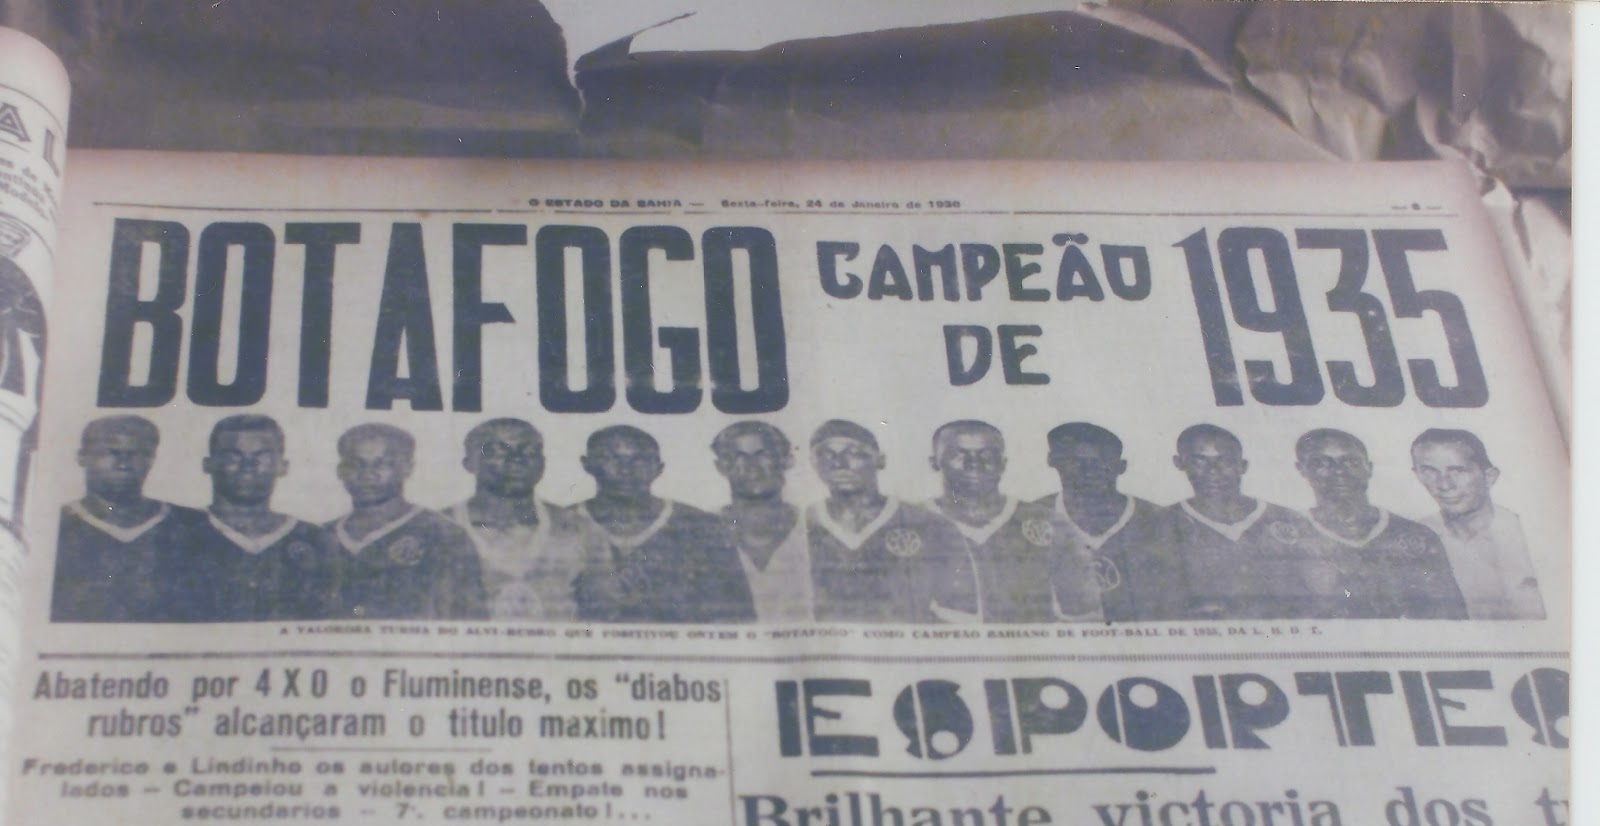 AL
O ESTADO DA BAHIA — Sexta-feira, 24 de Janeiro de 1936
BOTAFOGO CAMPEÃO DE 1935
A VALOROSA TURMA DO ALVI-RUBRO QUE POSITIVOU ONTEM O "BOTAFOGO" COMO CAMPEÃO BAHIANO DE FOOT-BALL DE 1935, DA L. B. D. T.
Abatendo por 4 X 0 o Fluminense, os "diabos
rubros" alcançaram o titulo maximo!
Frederico e Lindinho os autores dos tentos assigna-
lados — Campeiou a violencia! — Empate nos
secundarios — 7º. campeonato!...
ESPORTES
Brilhante victoria dos t